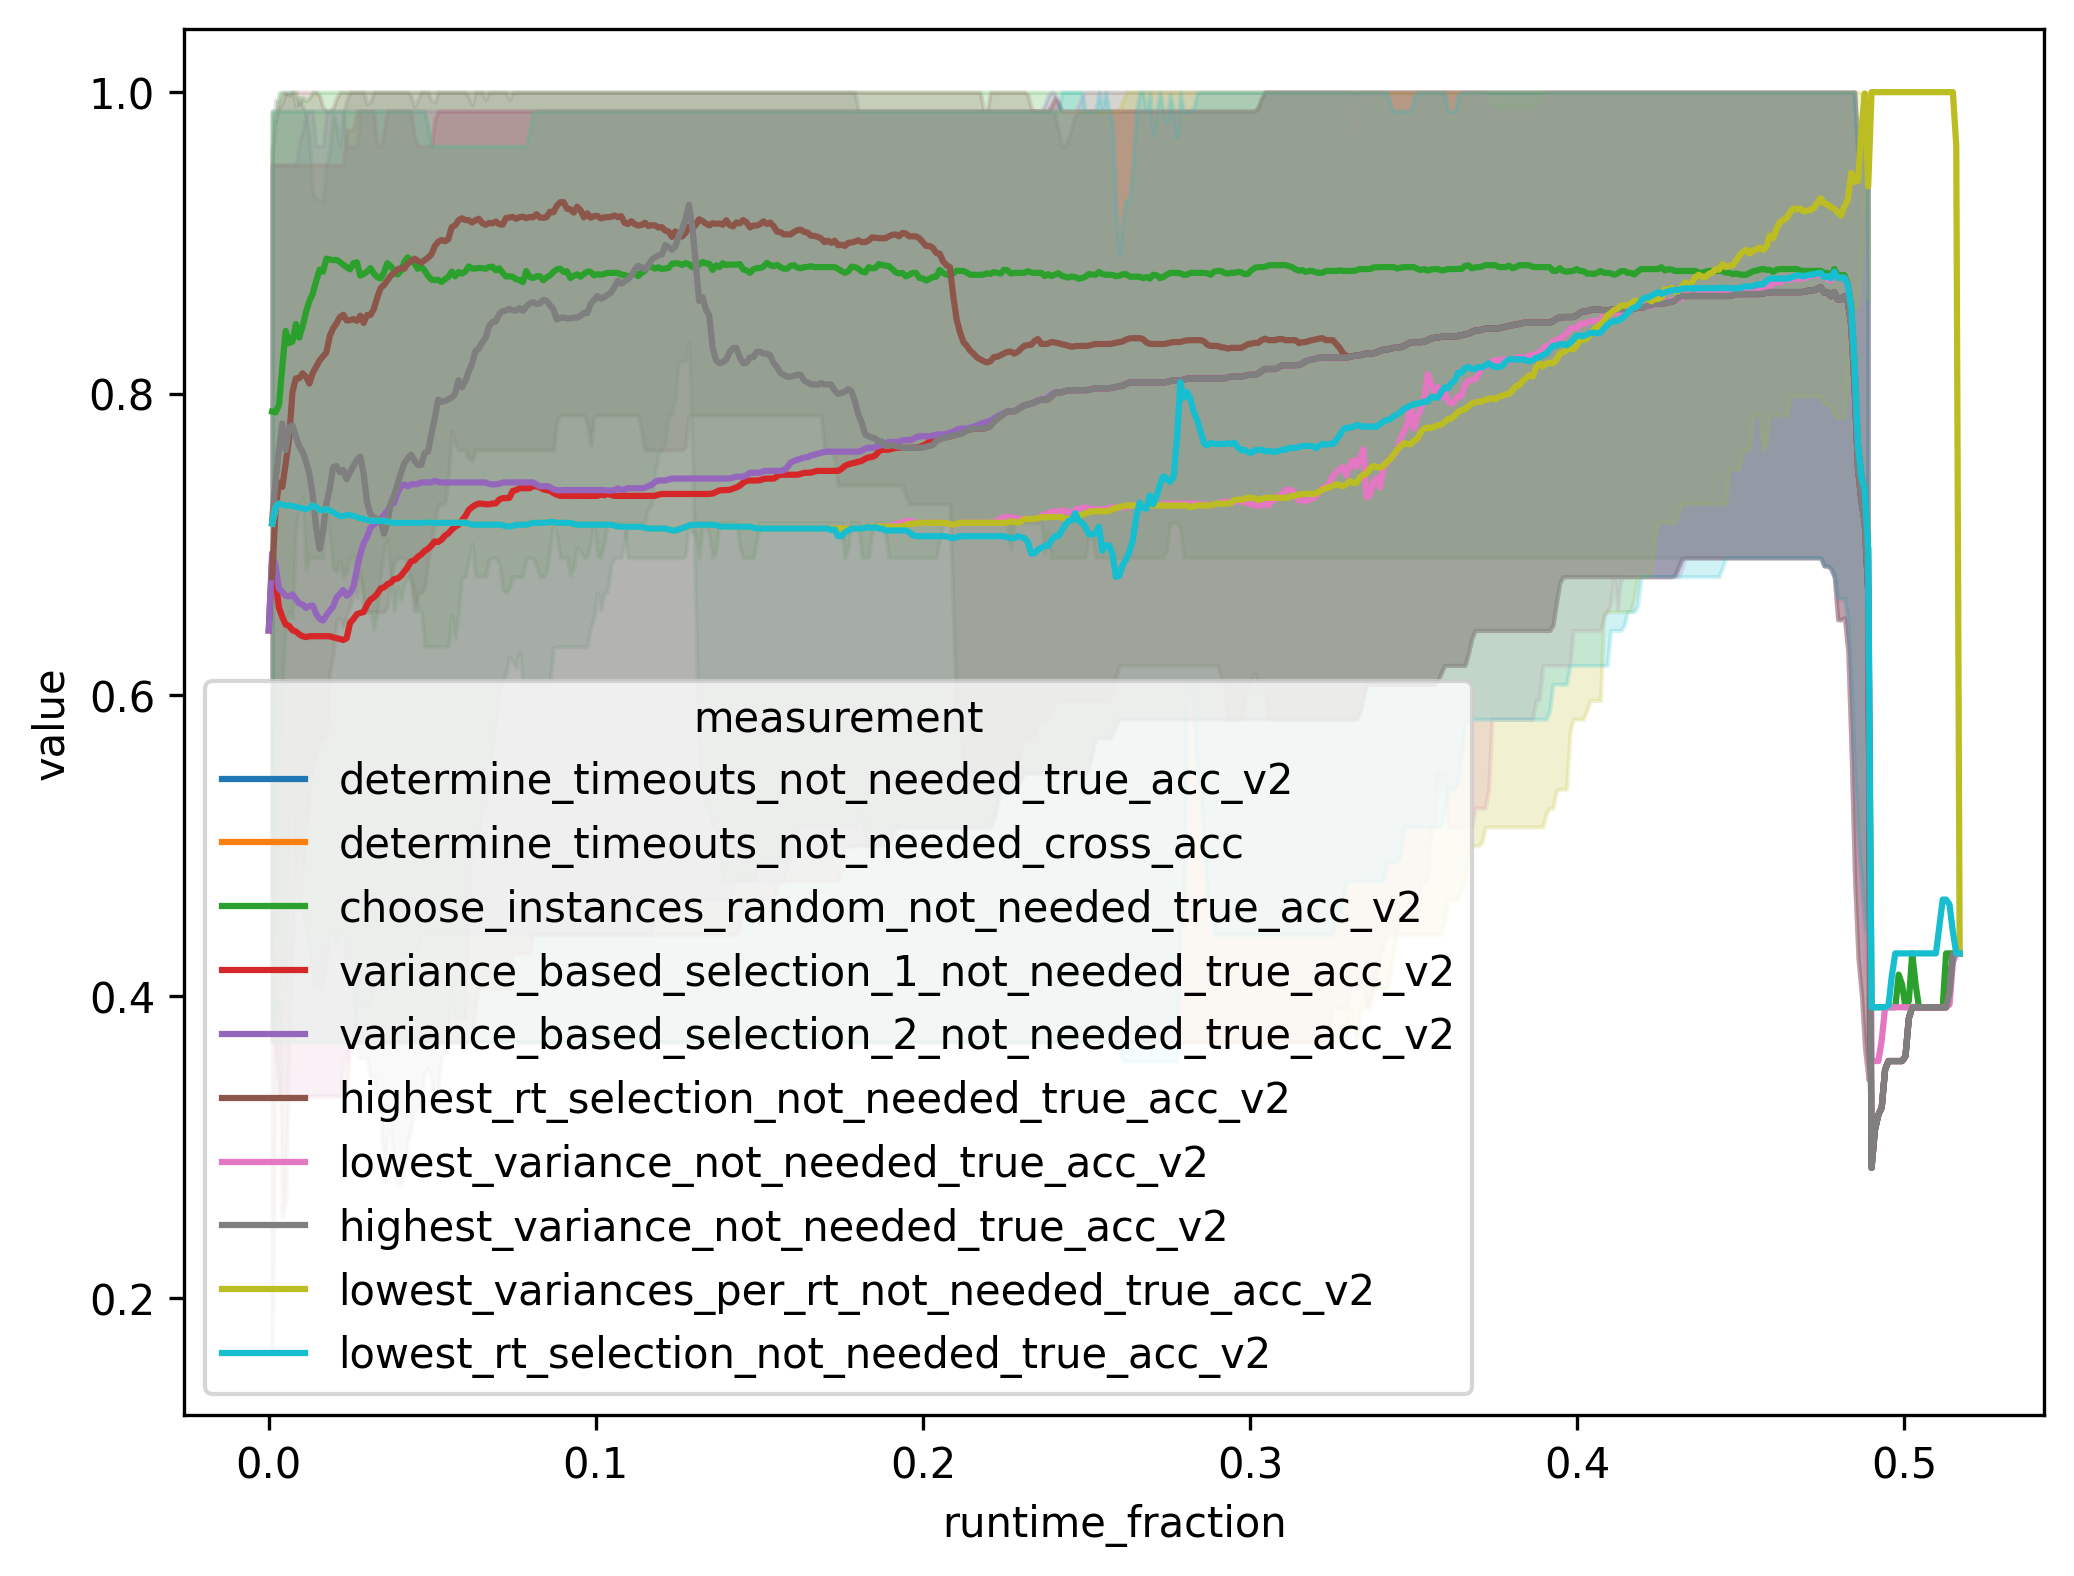 1.0
0.8
0.6
0.4
0.2
value
measurement
determine_timeouts_not_needed_true_acc_v2
determine_timeouts_not_needed_cross_acc
choose_instances_random_not_needed_true_acc_v2
variance_based_selection_1_not_needed_true_acc_v2
variance_based_selection_2_not_needed_true_acc_v2
highest_rt_selection_not_needed_true_acc_v2
lowest_variance_not_needed_true_acc_v2
highest_variance_not_needed_true_acc_v2
lowest_variances_per_rt_not_needed_true_acc_v2
lowest_rt_selection_not_needed_true_acc_v2
0.0 0.1 0.2 0.3 0.4 0.5
runtime_fraction